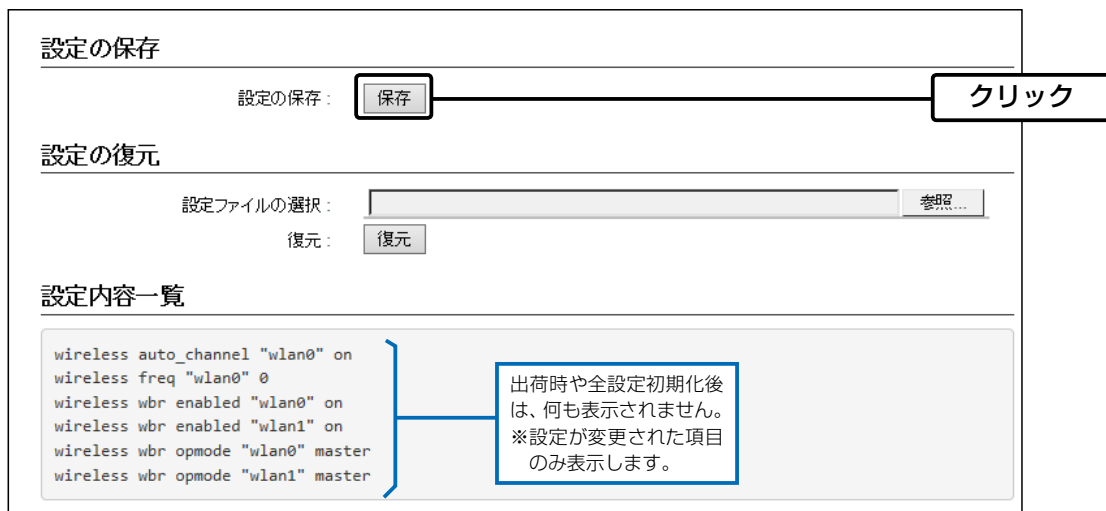 設定の保存
設定の保存 : 保存
クリック
設定の復元
設定ファイルの選択 : 参照...
復元 : 復元
設定内容一覧
wireless auto_channel "wlan0" on
wireless freq "wlan0" 0
wireless wbr enabled "wlan0" on
wireless wbr enabled "wlan1" on
wireless wbr opmode "wlan0" master
wireless wbr opmode "wlan1" master
出荷時や全設定初期化後
は、何も表示されません。
※設定が変更された項目
のみ表示します。